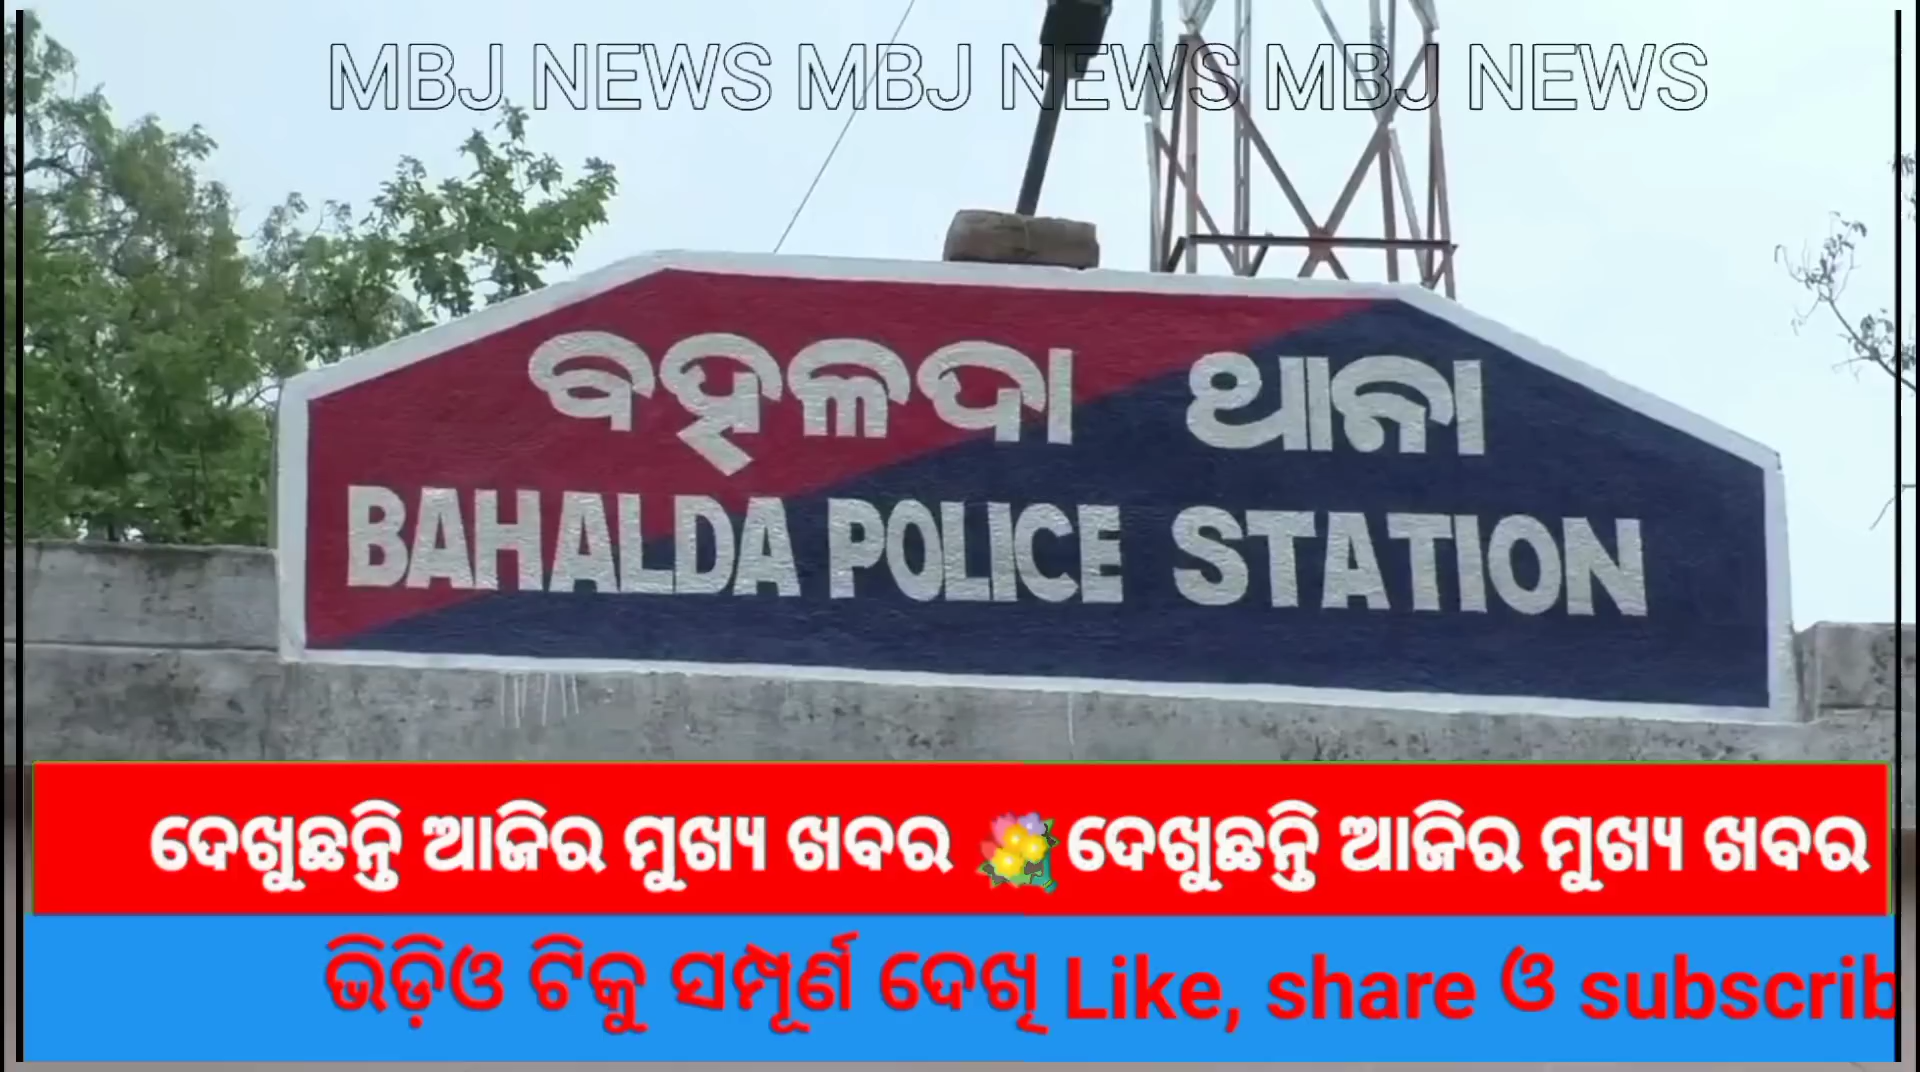 MBJ NEWS MBJ NEWS MBJ NEWS
ବହଳଦା ଥାନା
BAHALDA POLICE STATION
ଦେଖୁଛନ୍ତି ଆଜିର ମୁଖ୍ୟ ଖବର 💐 ଦେଖୁଛନ୍ତି ଆଜିର ମୁଖ୍ୟ ଖବର
ଭିଡ଼ିଓ ଟିକୁ ସମ୍ପୂର୍ଣ ଦେଖି Like, share ଓ subscrib